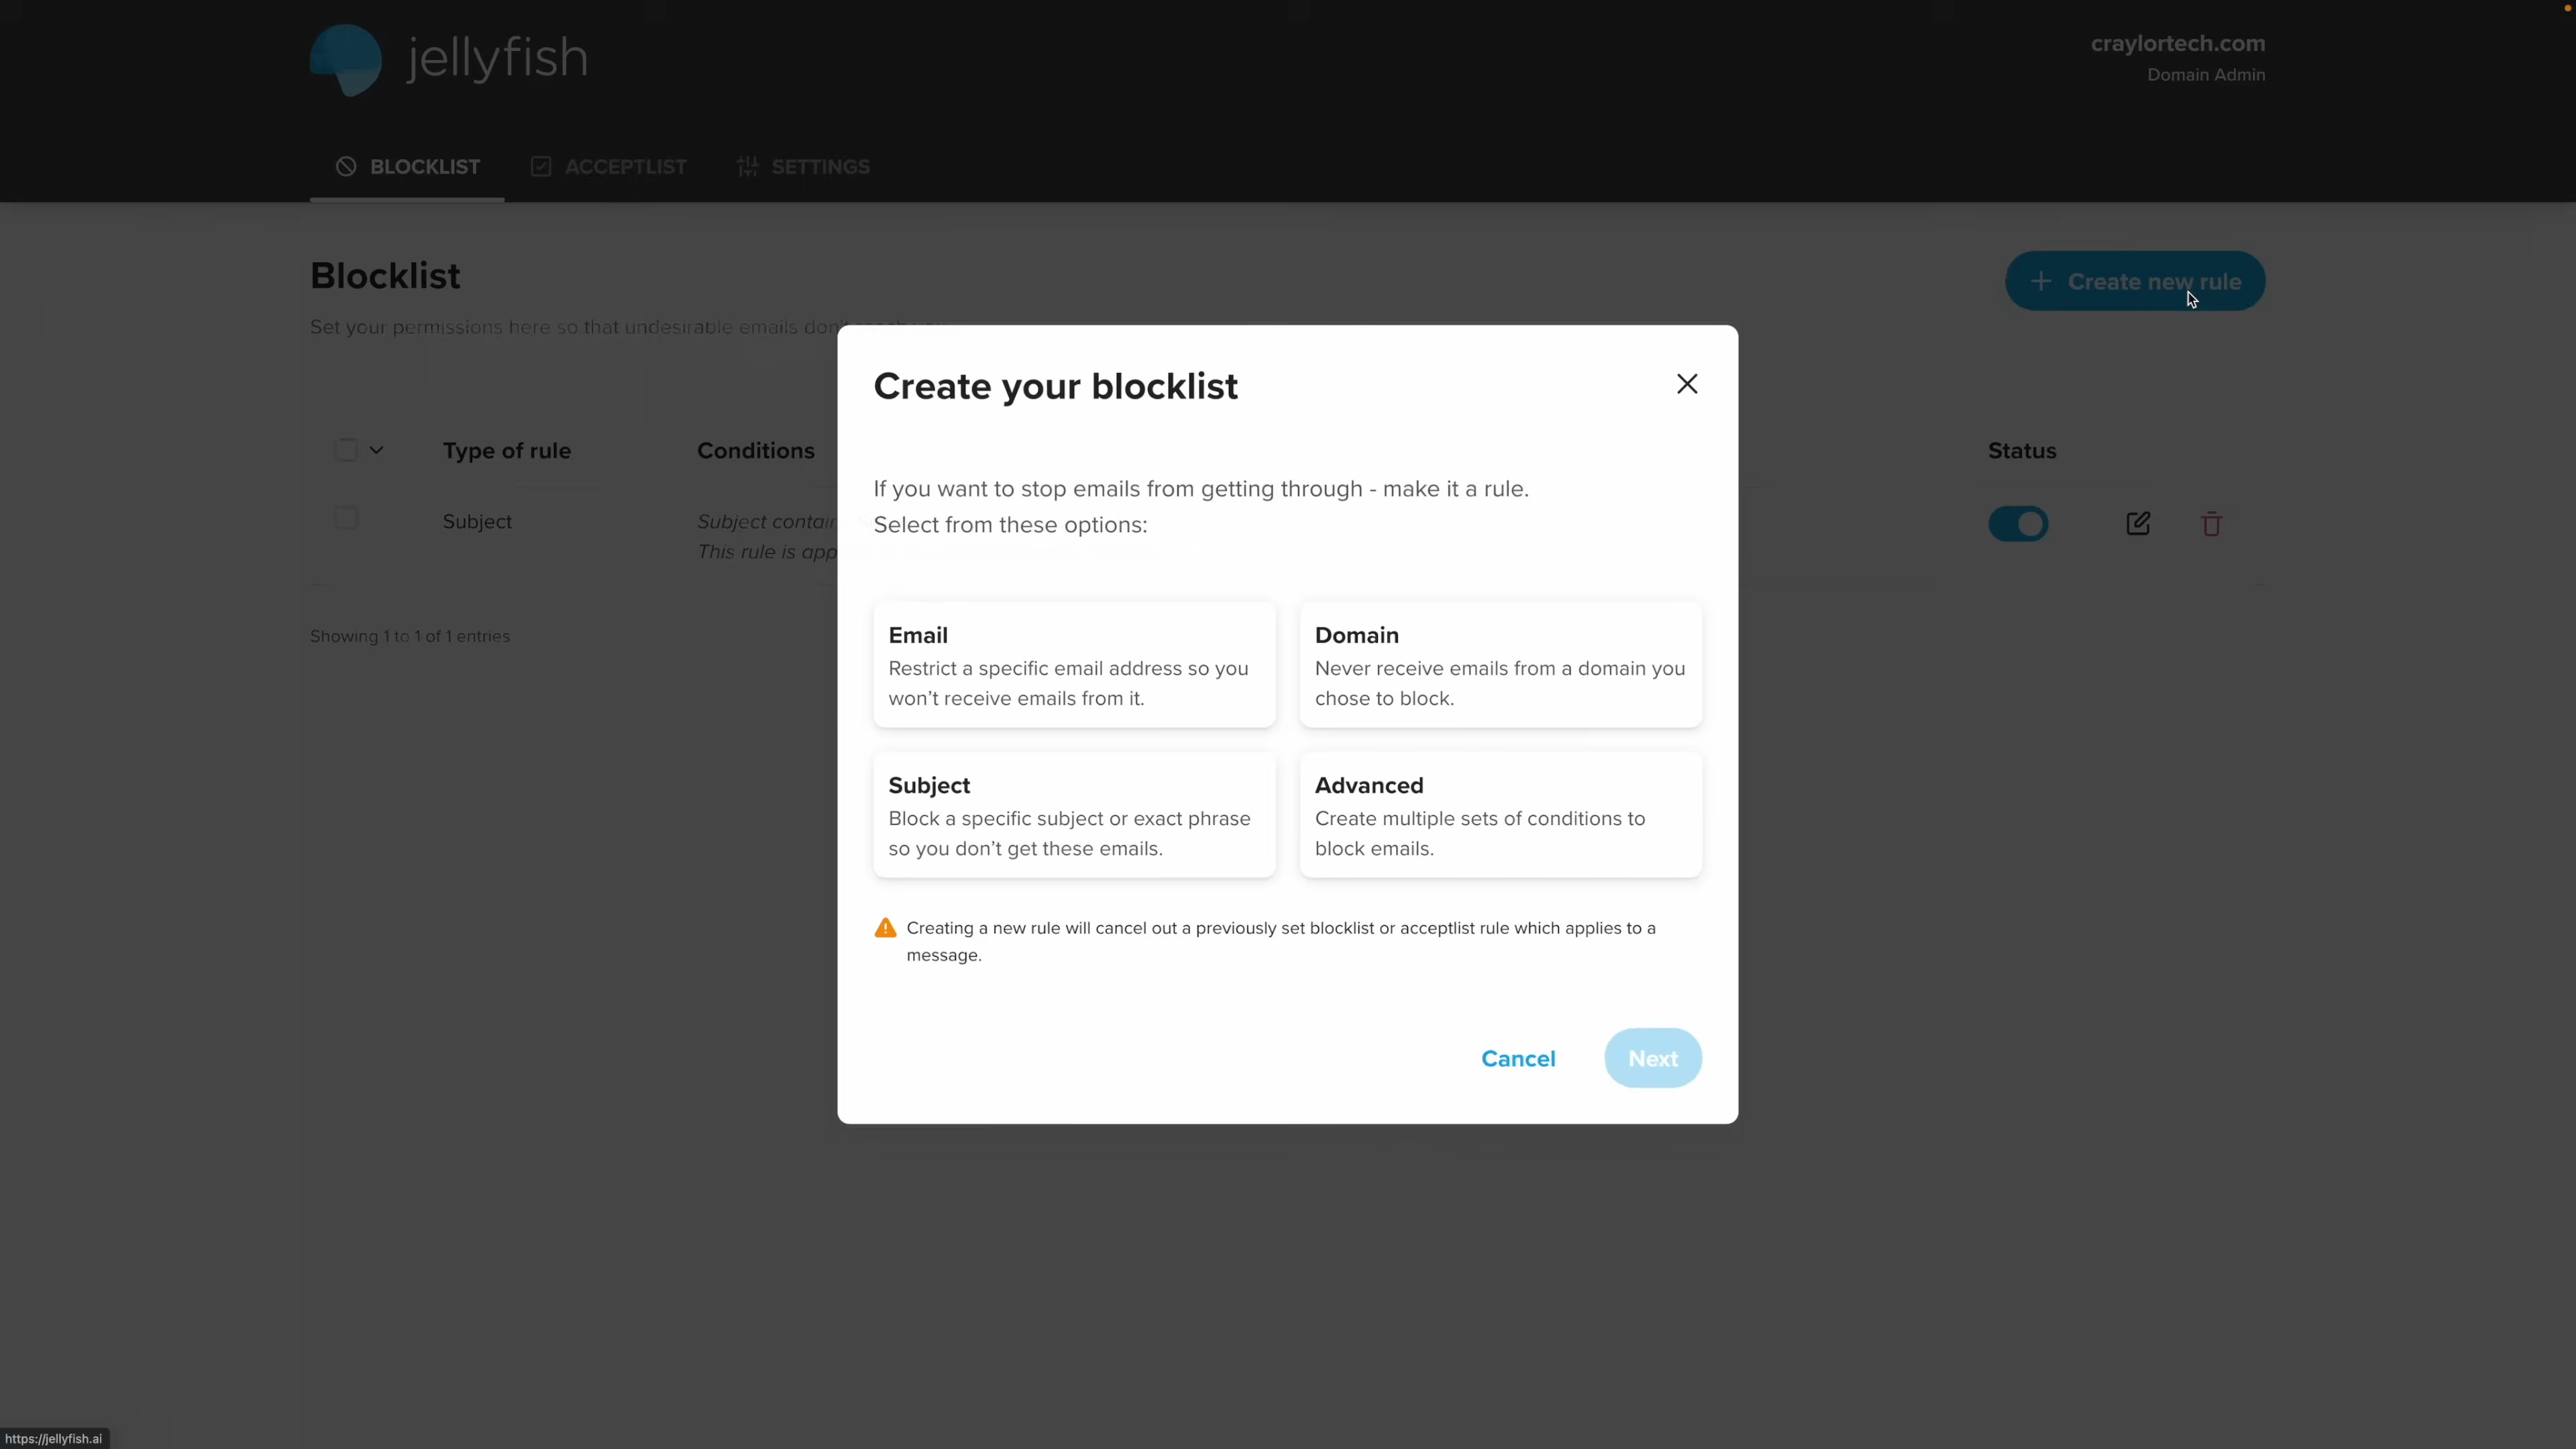 jellyfish
craylortech.com
Domain Admin
BLOCKLIST
ACCEPTLIST
SETTINGS
Blocklist
Create new rule
Set your permissions here so that undesirable emails don't
Create your blocklist
Type of rule
Conditions
Status
If you want to stop emails from getting through - make it a rule.
Select from these options:
Subject
Subject
This rule is
Showing 1 to 1 of 1 entries
Email
Restrict a specific email address so you
won't receive emails from it.
Domain
Never receive emails from a domain you
chose to block.
Subject
Block a specific subject or exact phrase
so you don't get these emails.
Advanced
Create multiple sets of conditions to
block emails.
Creating a new rule will cancel out a previously set blocklist or acceptlist rule which applies to a
message.
Cancel
Next
https://jellyfish.ai